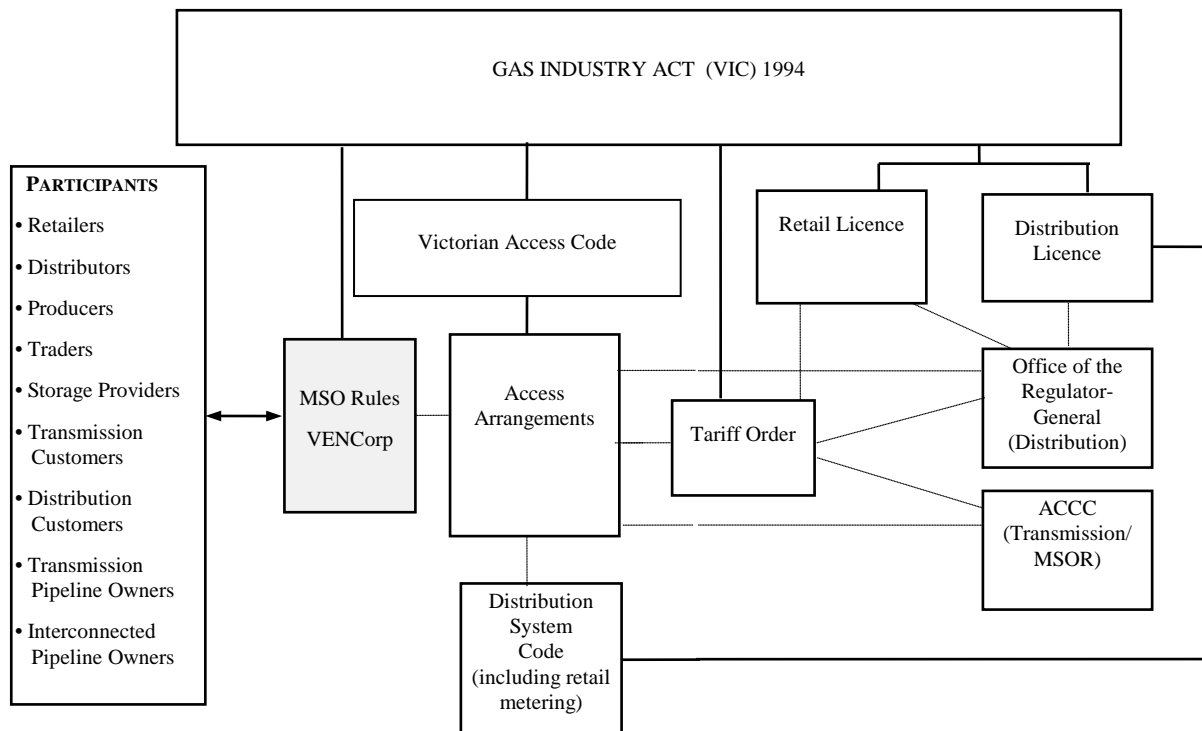 GAS INDUSTRY ACT (VIC) 1994
PARTICIPANTS
• Retailers
• Distributors
• Producers
• Traders
• Storage Providers
• Transmission
Customers
• Distribution
Customers
• Transmission
Pipeline Owners
• Interconnected
Pipeline Owners
MSO Rules
VENCorp
Victorian Access Code
Access
Arrangements
Distribution
System
Code
(including retail
metering)
Tariff Order
Retail Licence
Distribution
Licence
Office of the
Regulator-
General
(Distribution)
ACCC
(Transmission/
MSOR)